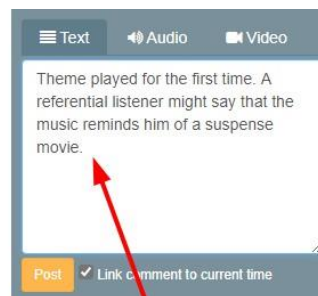 Text Audio Video
Theme played for the first time. A
referential listener might say that the
music reminds him of a suspense
movie.
Post Link comment to current time